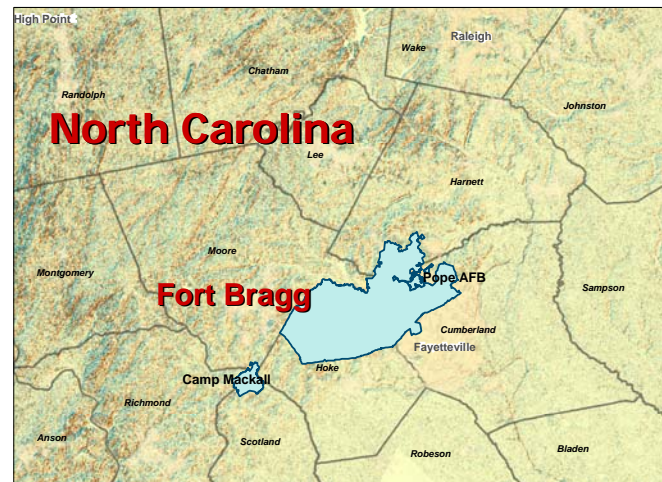 High Point
Wake
Raleigh
Chatham
Randolph
Johnston
North Carolina
Lee
Harnett
Moore
Montgomery
Pope AFB
Sampson
Fort Bragg
Cumberland
Fayetteville
Hoke
Camp Mackall
Richmond
Anson
Scotland
Bladen
Robeson